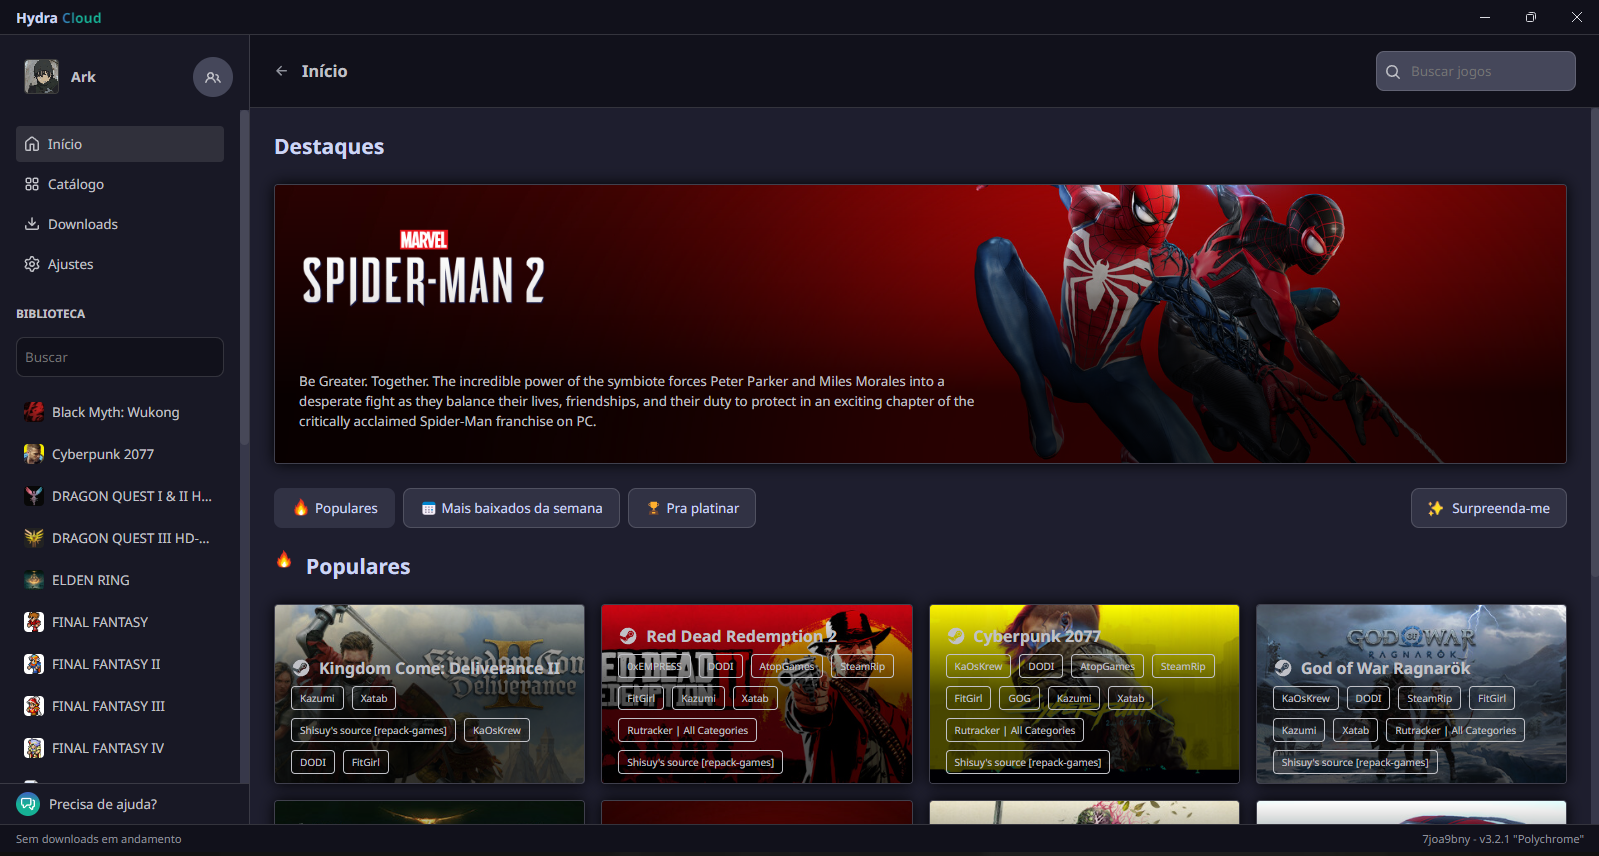 Hydra Cloud
Ark
Início
Buscar jogos
Início
Catálogo
Downloads
Ajustes
BIBLIOTECA
Buscar
Black Myth: Wukong
Cyberpunk 2077
DRAGON QUEST I & II H...
DRAGON QUEST III HD-...
ELDEN RING
FINAL FANTASY
FINAL FANTASY II
FINAL FANTASY III
FINAL FANTASY IV
Precisa de ajuda?
Destaques
MARVEL
SPIDER-MAN 2
Be Greater. Together. The incredible power of the symbiote forces Peter Parker and Miles Morales into a
desperate fight as they balance their lives, friendships, and their duty to protect in an exciting chapter of the
critically acclaimed Spider-Man franchise on PC.
Populares
Mais baixados da semana
Pra platinar
Surpreenda-me
Populares
Kingdom Come: Deliverance II
Kazumi Xatab
Shisuy's source [repack-games] KaOsKrew
DODI FitGirl
Red Dead Redemption 2
0xEMPRESS DODI AtopGames SteamRip
FitGirl Kazumi Xatab
Rutracker | All Categories
Shisuy's source [repack-games]
Cyberpunk 2077
KaOsKrew DODI AtopGames SteamRip
FitGirl GOG Kazumi Xatab
Rutracker | All Categories
Shisuy's source [repack-games]
GOD OF WAR
RAGNARÖK
God of War Ragnarök
KaOsKrew DODI SteamRip FitGirl
Kazumi Xatab Rutracker | All Categories
Shisuy's source [repack-games]
Sem downloads em andamento
7joa9bny - v3.2.1 "Polychrome"